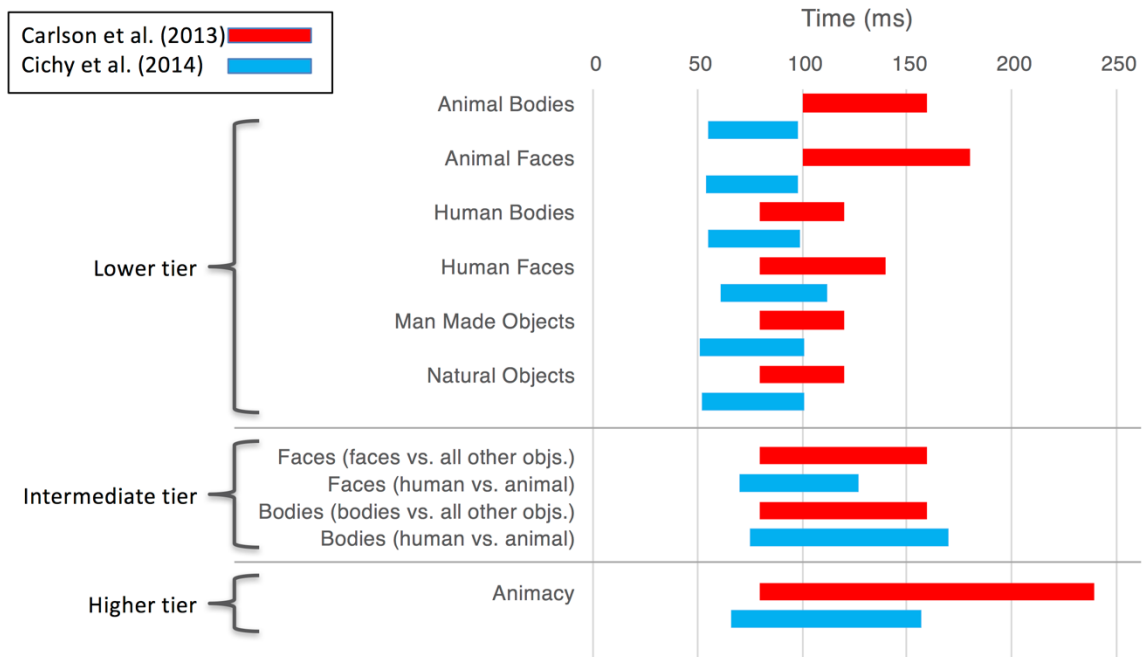 Time (ms)
Carlson et al. (2013)
Cichy et al. (2014)
0 50 100 150 200 250
Animal Bodies
Animal Faces
Human Bodies
Lower tier
Human Faces
Man Made Objects
Natural Objects
Faces (faces vs. all other objs.)
Intermediate tier
Faces (human vs. animal)
Bodies (bodies vs. all other objs.)
Bodies (human vs. animal)
Higher tier
Animacy